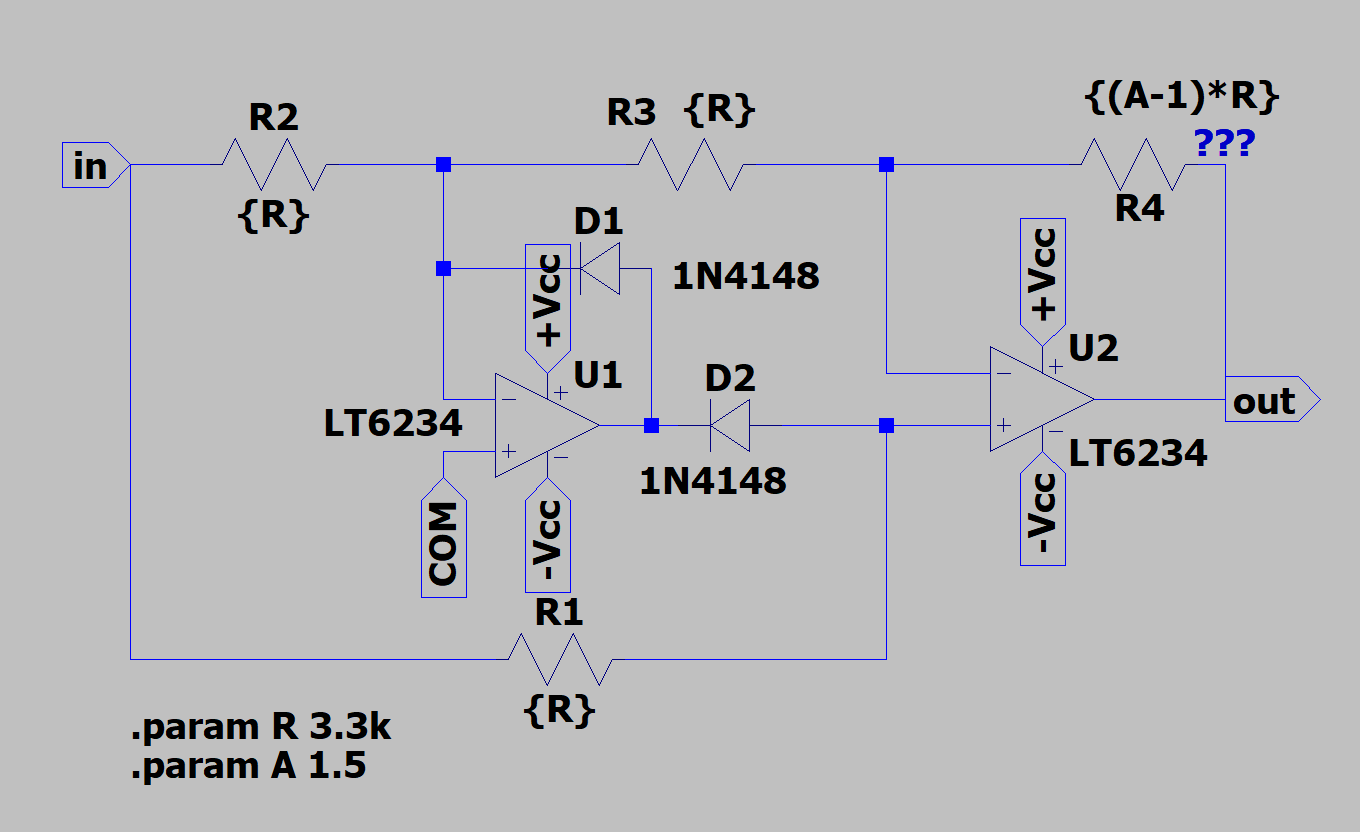 {(A-1)*R}
R2
R3 {R}
???
in
{R}
R4
D1
+Vcc
+Vcc
1N4148
U2
U1
+
+
D2
−
−
out
LT6234
+
+
−
−
LT6234
1N4148
COM
-Vcc
-Vcc
R1
{R}
.param R 3.3k
.param A 1.5